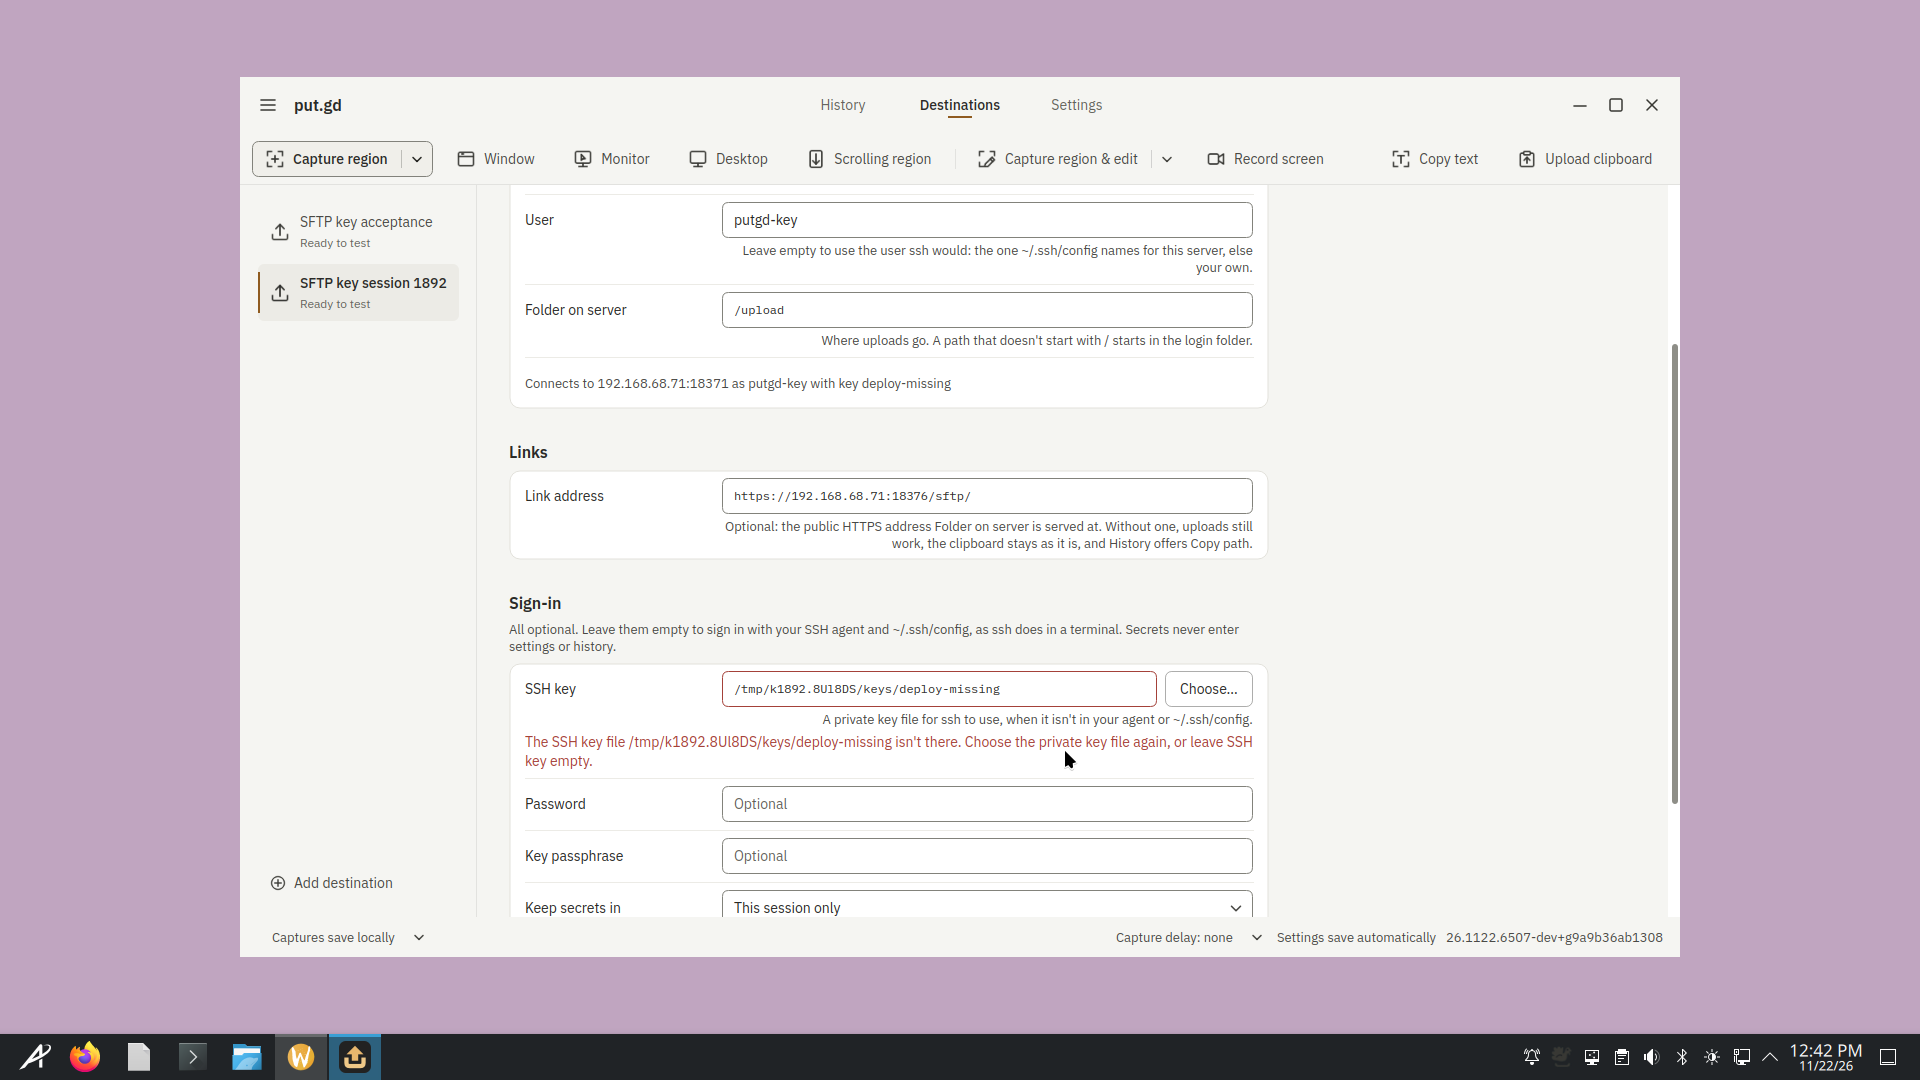 put.gd
History
Destinations
Settings
Capture region
Window
Monitor
Desktop
Scrolling region
Capture region & edit
Record screen
Copy text
Upload clipboard
SFTP key acceptance
Ready to test
SFTP key session 1892
Ready to test
Add destination
User
putgd-key
Leave empty to use the user ssh would: the one ~/.ssh/config names for this server, else
your own.
Folder on server
/upload
Where uploads go. A path that doesn't start with / starts in the login folder.
Connects to 192.168.68.71:18371 as putgd-key with key deploy-missing
Links
Link address
https://192.168.68.71:18376/sftp/
Optional: the public HTTPS address Folder on server is served at. Without one, uploads still
work, the clipboard stays as it is, and History offers Copy path.
Sign-in
All optional. Leave them empty to sign in with your SSH agent and ~/.ssh/config, as ssh does in a terminal. Secrets never enter
settings or history.
SSH key
/tmp/k1892.8Ul8DS/keys/deploy-missing
Choose...
A private key file for ssh to use, when it isn't in your agent or ~/.ssh/config.
The SSH key file /tmp/k1892.8Ul8DS/keys/deploy-missing isn't there. Choose the private key file again, or leave SSH
key empty.
Password
Optional
Key passphrase
Optional
Keep secrets in
This session only
Captures save locally
Capture delay: none
Settings save automatically
26.1122.6507-dev+g9a9b36ab1308
12:42 PM
11/22/26